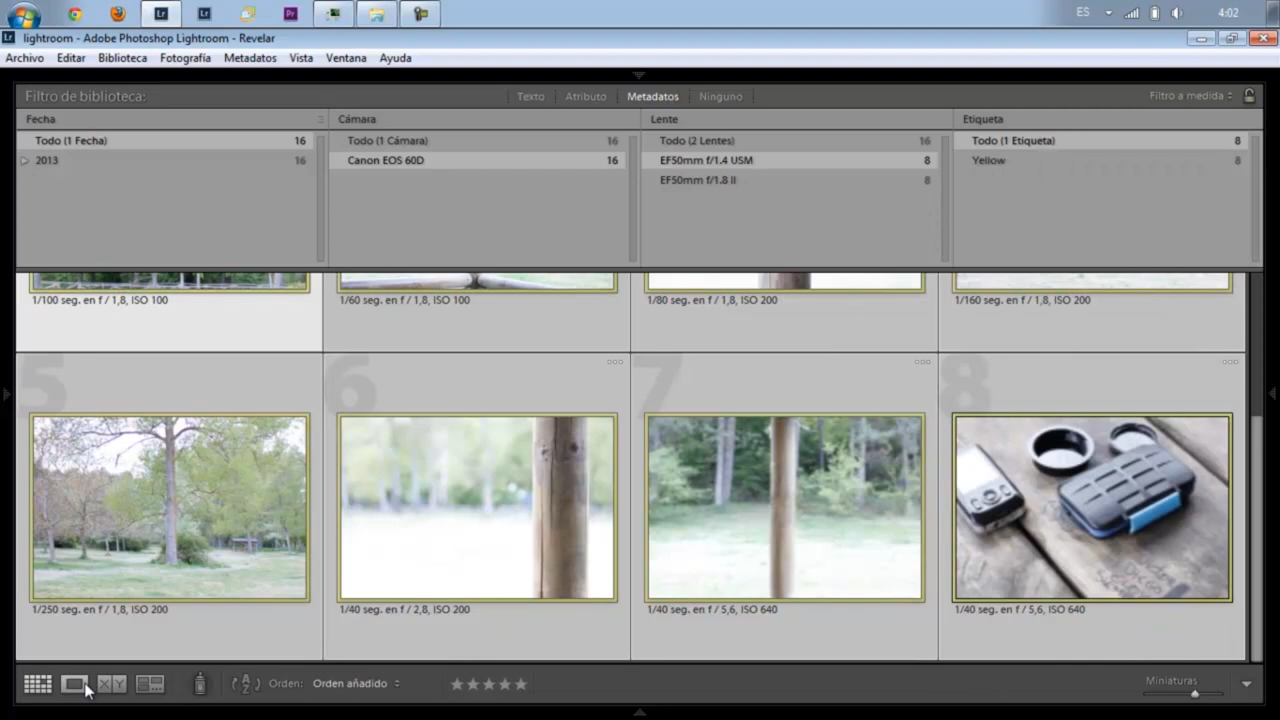 Lr Lr Pr ES 4:02
Lr lightroom - Adobe Photoshop Lightroom - Revelar
Archivo Editar Biblioteca Fotografía Metadatos Vista Ventana Ayuda
Filtro de biblioteca: Texto Atributo Metadatos Ninguno Filtro a medida
Fecha Cámara Lente Etiqueta
Todo (1 Fecha) 16 Todo (1 Cámara) 16 Todo (2 Lentes) 16 Todo (1 Etiqueta) 8
2013 16 Canon EOS 60D 16 EF50mm f/1.4 USM 8 Yellow 8
EF50mm f/1.8 II 8
1/100 seg. en f / 1,8, ISO 100 1/60 seg. en f / 1,8, ISO 100 1/80 seg. en f / 1,8, ISO 200 1/160 seg. en f / 1,8, ISO 200
5 6 7 8
1/250 seg. en f / 1,8, ISO 200 1/40 seg. en f / 2,8, ISO 200 1/40 seg. en f / 5,6, ISO 640 1/40 seg. en f / 5,6, ISO 640
XY AZ Orden: Orden añadido Miniaturas